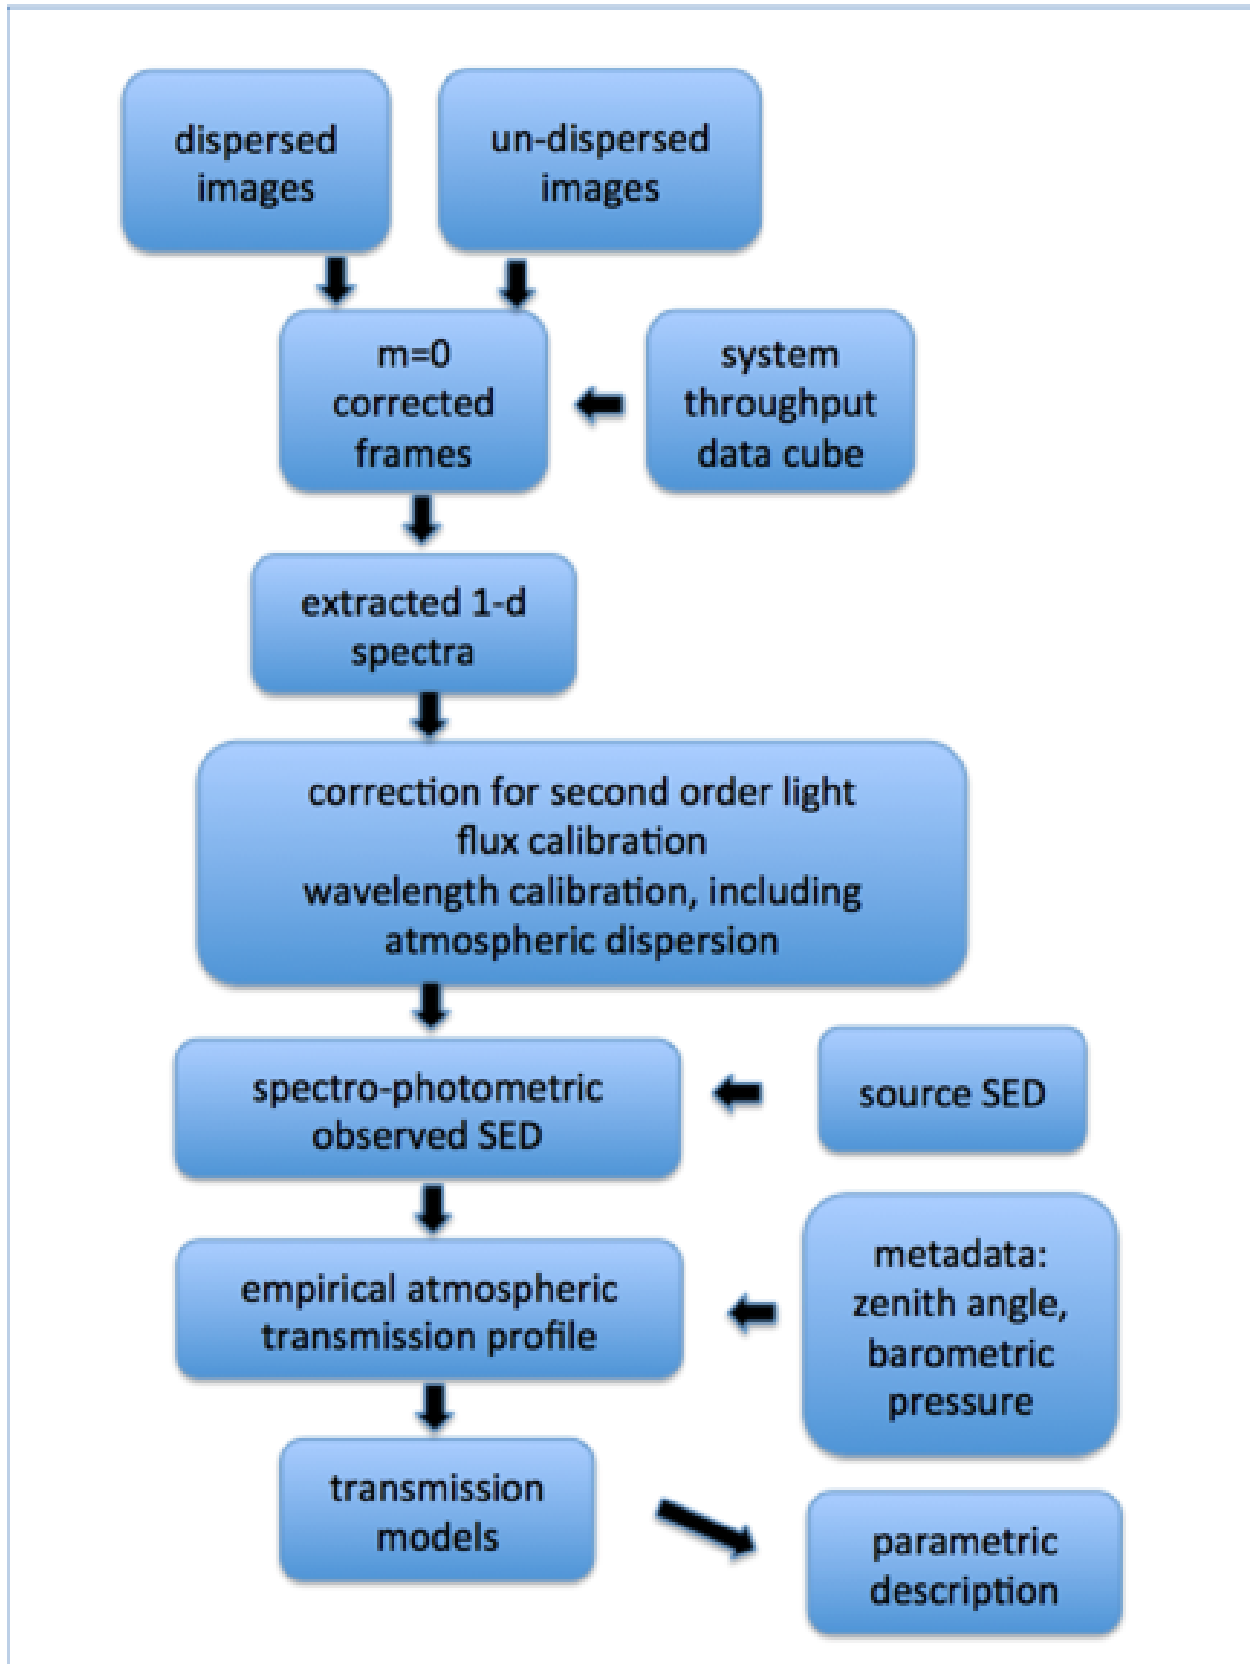 dispersed
images
un-dispersed
images
m=0
corrected
frames
system
throughput
data cube
extracted 1-d
spectra
correction for second order light
flux calibration
wavelength calibration, including
atmospheric dispersion
spectro-photometric
observed SED
source SED
empirical atmospheric
transmission profile
metadata:
zenith angle,
barometric
pressure
transmission
models
parametric
description